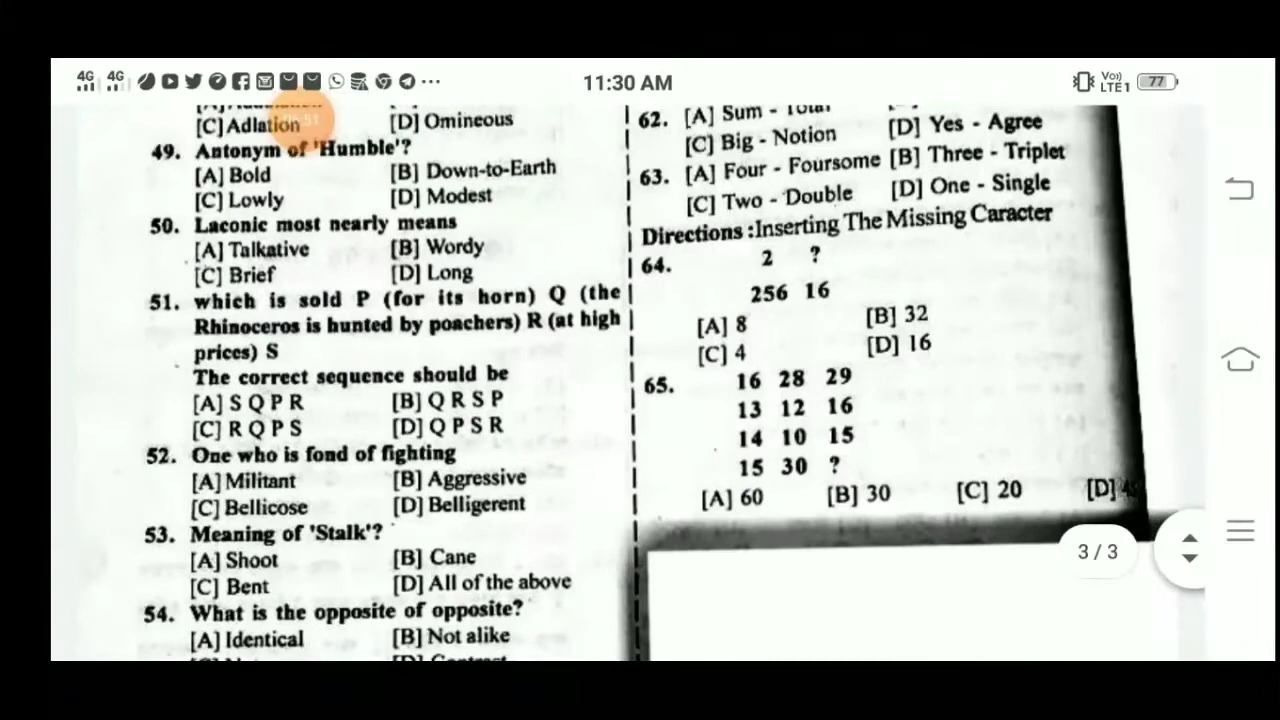 4G 4G 11:30 AM Vo)) LTE1 77
[C] Adlation [D] Omineous
49. Antonym of 'Humble'?
[A] Bold [B] Down-to-Earth
[C] Lowly [D] Modest
50. Laconic most nearly means
[A] Talkative [B] Wordy
[C] Brief [D] Long
51. which is sold P (for its horn) Q (the
Rhinoceros is hunted by poachers) R (at high
prices) S
The correct sequence should be
[A] S Q P R [B] Q R S P
[C] R Q P S [D] Q P S R
52. One who is fond of fighting
[A] Militant [B] Aggressive
[C] Bellicose [D] Belligerent
53. Meaning of 'Stalk'?
[A] Shoot [B] Cane
[C] Bent [D] All of the above
54. What is the opposite of opposite?
[A] Identical [B] Not alike
62. [A] Sum - Total
[C] Big - Notion [D] Yes - Agree
63. [A] Four - Foursome [B] Three - Triplet
[C] Two - Double [D] One - Single
Directions :Inserting The Missing Caracter
64. 2 ?
256 16
[A] 8 [B] 32
[C] 4 [D] 16
65. 16 28 29
13 12 16
14 10 15
15 30 ?
[A] 60 [B] 30 [C] 20 [D]
3 / 3